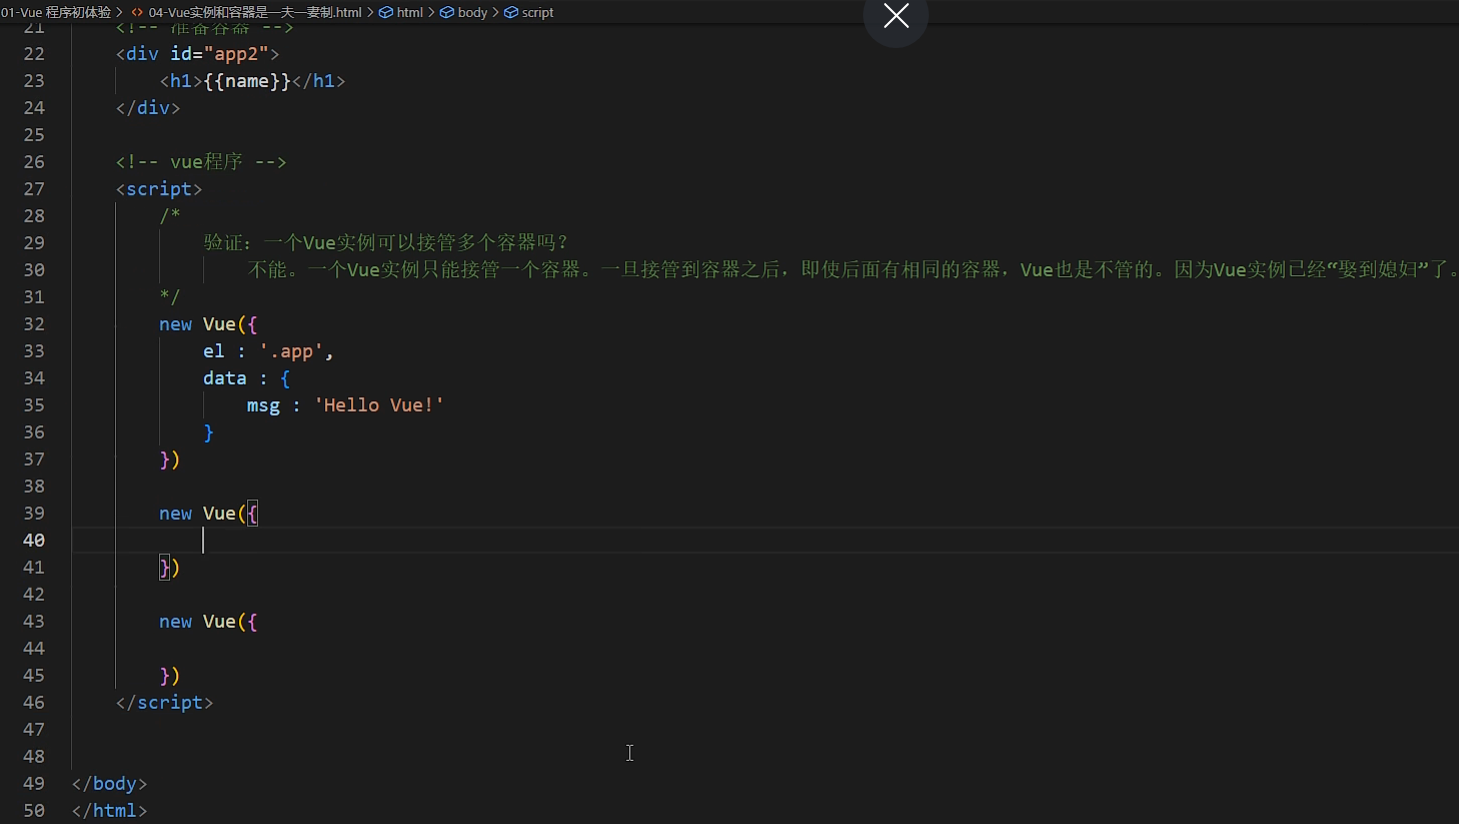 01-Vue 程序初体验 > <> 04-Vue实例和容器是一夫一妻制.html > html > body > script
21 <!-- 准备容器 -->
22 <div id="app2">
23 <h1>{{name}}</h1>
24 </div>
25
26 <!-- vue程序 -->
27 <script>
28 /*
29 验证：一个Vue实例可以接管多个容器吗？
30 不能。一个Vue实例只能接管一个容器。一旦接管到容器之后，即使后面有相同的容器，Vue也是不管的。因为Vue实例已经“娶到媳妇”了。
31 */
32 new Vue({
33 el : '.app',
34 data : {
35 msg : 'Hello Vue!'
36 }
37 })
38
39 new Vue({
40
41 })
42
43 new Vue({
44
45 })
46 </script>
47
48
49 </body>
50 </html>